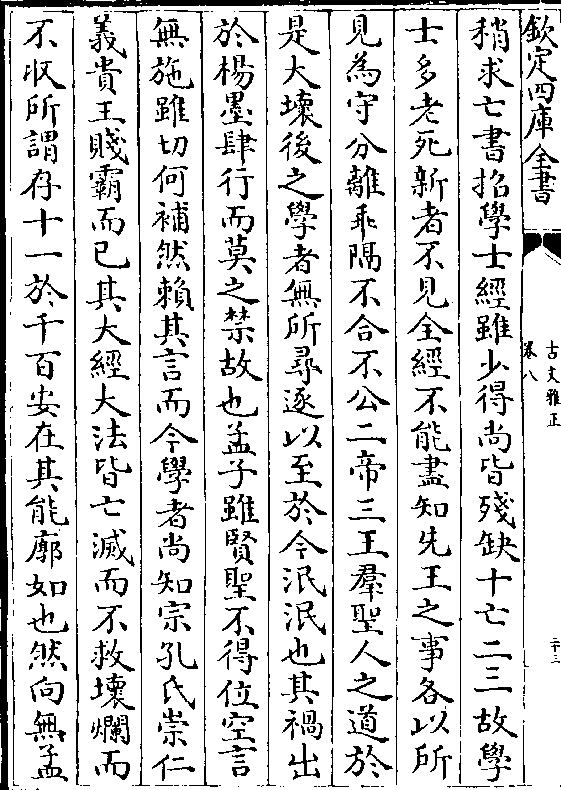 欽定四庫全書
古文雅正
卷八
二十三
稍求亡書招學士經雖少得尚皆殘缺十亡二三故學
士多老死新者不見全經不能盡知先王之事各以所
見為守分離乖隔不合不公二帝三王羣聖人之道於
是大壞後之學者無所尋逐以至於今泯泯也其禍出
於楊墨肆行而莫之禁故也孟子雖賢聖不得位空言
無施雖切何補然賴其言而今學者尚知宗孔氏崇仁
義貴王賤霸而已其大經大法皆亡滅而不救壞爛而
不收所謂存十一於千百安在其能廓如也然向無孟